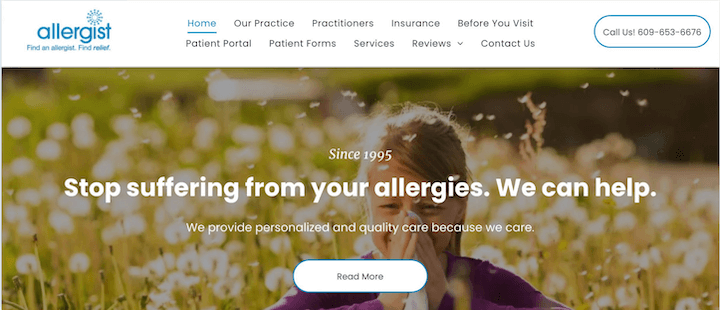 allergist
Find an allergist. Find relief.
Home Our Practice Practitioners Insurance Before You Visit
Patient Portal Patient Forms Services Reviews Contact Us
Call Us! 609-653-6676
Since 1995
Stop suffering from your allergies. We can help.
We provide personalized and quality care because we care.
Read More